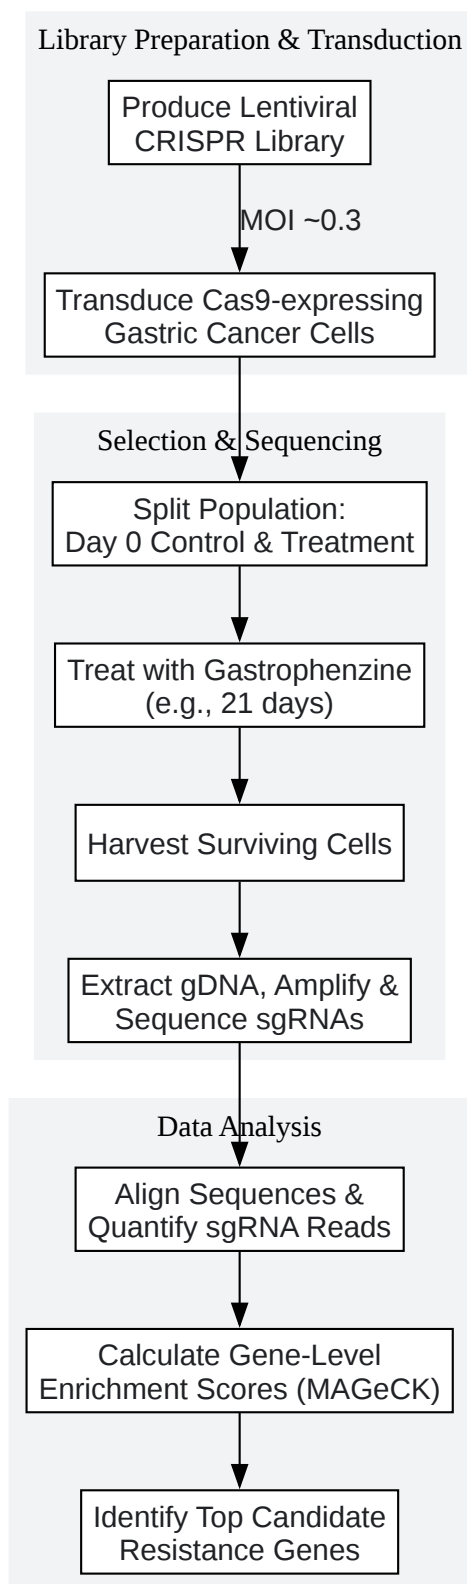 Library Preparation & Transduction
Produce Lentiviral
CRISPR Library
MOI ~0.3
Transduce Cas9-expressing
Gastric Cancer Cells
Selection & Sequencing
Split Population:
Day 0 Control & Treatment
Treat with Gastrophenzine
(e.g., 21 days)
Harvest Surviving Cells
Extract gDNA, Amplify &
Sequence sgRNAs
Data Analysis
Align Sequences &
Quantify sgRNA Reads
Calculate Gene-Level
Enrichment Scores (MAGeCK)
Identify Top Candidate
Resistance Genes